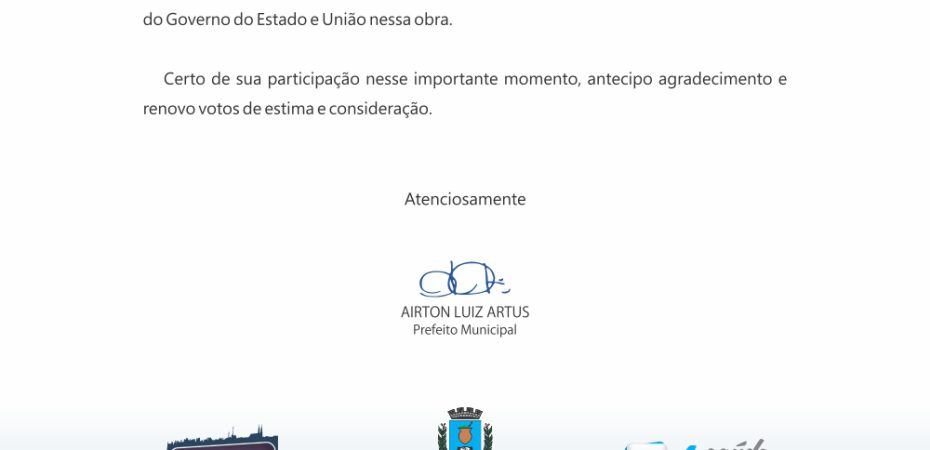 do Governo do Estado e União nessa obra.
Certo de sua participação nesse importante momento, antecipo agradecimento e
renovo votos de estima e consideração.
Atenciosamente
AIRTON LUIZ ARTUS
Prefeito Municipal